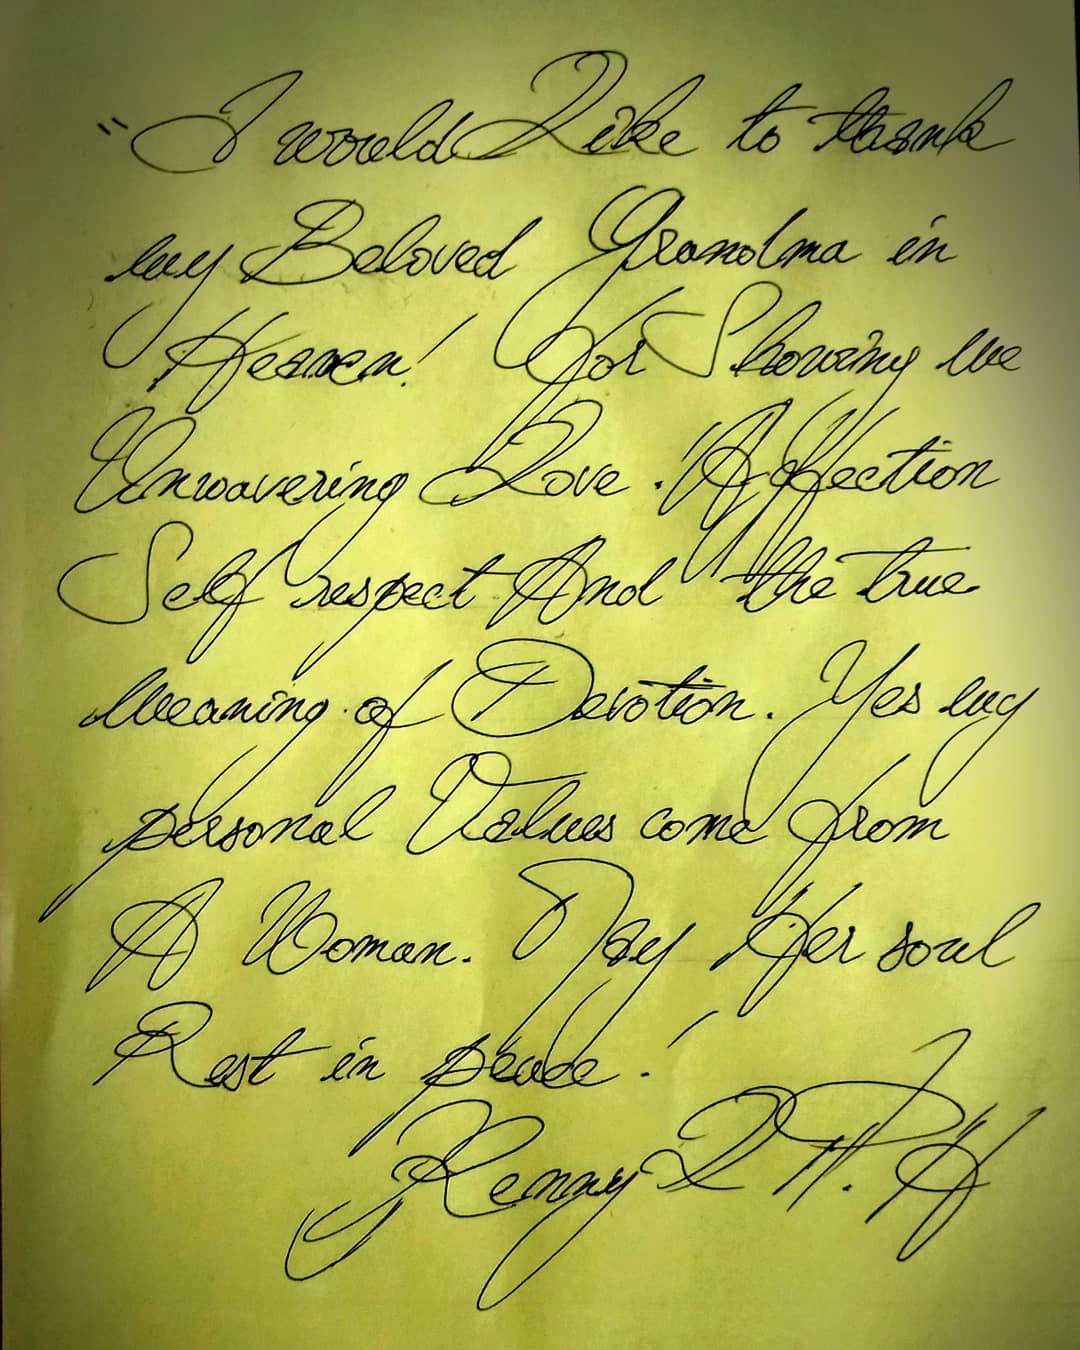 "I would Like to thank
my Beloved Grandma in
Heaven! For Showing me
Unwavering Love. Affection
Self respect And the true
Meaning of Devotion. Yes my
personal Values come from
A Woman. May Her soul
Rest in peace!
Kenny